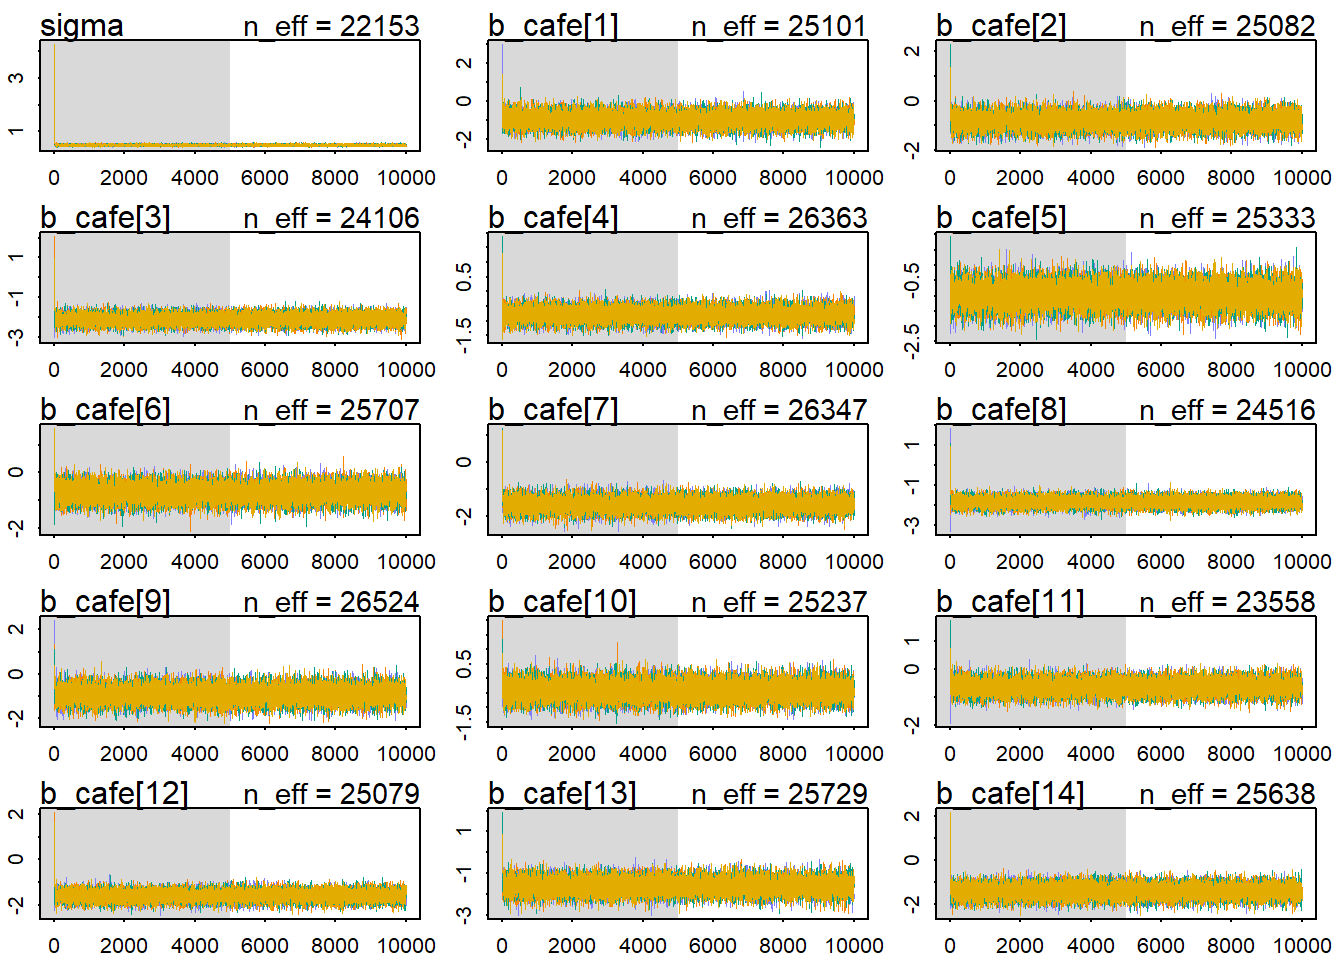 sigma n_eff = 22153 b_cafe[1] n_eff = 25101 b_cafe[2] n_eff = 25082
3 1
2 0 -2
2 0 -2
0 2000 4000 6000 8000 10000 0 2000 4000 6000 8000 10000 0 2000 4000 6000 8000 10000
b_cafe[3] n_eff = 24106 b_cafe[4] n_eff = 26363 b_cafe[5] n_eff = 25333
1 -1 -3
0.5 -1.5
-0.5 -2.5
0 2000 4000 6000 8000 10000 0 2000 4000 6000 8000 10000 0 2000 4000 6000 8000 10000
b_cafe[6] n_eff = 25707 b_cafe[7] n_eff = 26347 b_cafe[8] n_eff = 24516
0 -2
0 -2
1 -1 -3
0 2000 4000 6000 8000 10000 0 2000 4000 6000 8000 10000 0 2000 4000 6000 8000 10000
b_cafe[9] n_eff = 26524 b_cafe[10] n_eff = 25237 b_cafe[11] n_eff = 23558
2 0 -2
0.5 -1.5
1 0 -2
0 2000 4000 6000 8000 10000 0 2000 4000 6000 8000 10000 0 2000 4000 6000 8000 10000
b_cafe[12] n_eff = 25079 b_cafe[13] n_eff = 25729 b_cafe[14] n_eff = 25638
2 0 -2
1 -1 -3
2 0 -2
0 2000 4000 6000 8000 10000 0 2000 4000 6000 8000 10000 0 2000 4000 6000 8000 10000